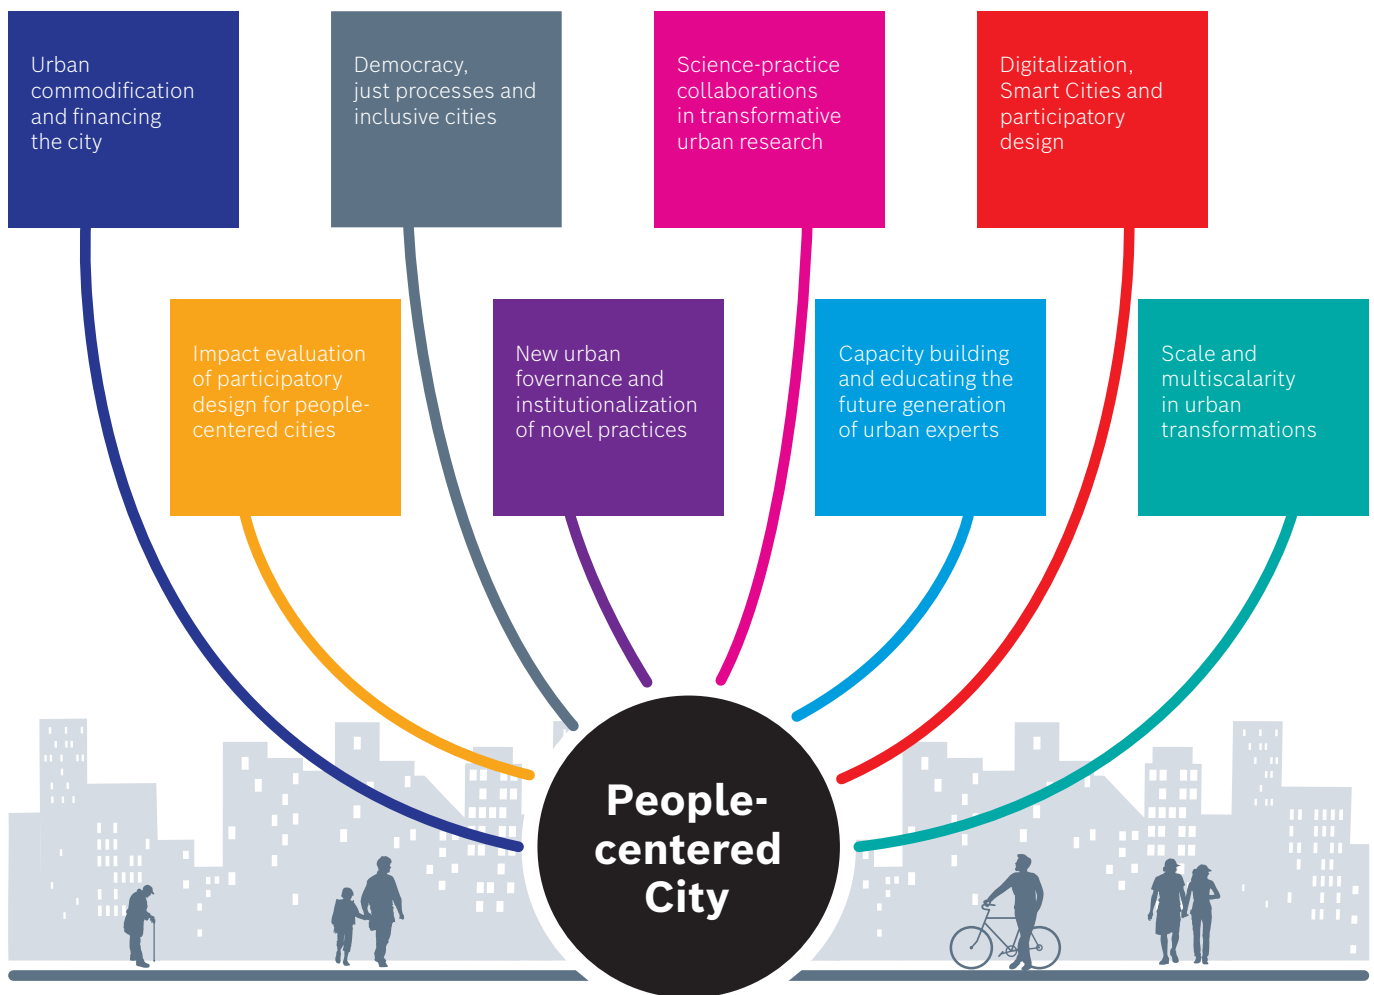 Urban
commodification
and financing
the city
Democracy,
just processes and
inclusive cities
Science-practice
collaborations
in transformative
urban research
Digitalization,
Smart Cities and
participatory
design
Impact evaluation
of participatory
design for people-
centered cities
New urban
fovernance and
institutionalization
of novel practices
Capacity building
and educating the
future generation
of urban experts
Scale and
multiscalarity
in urban
transformations
People-
centered
City